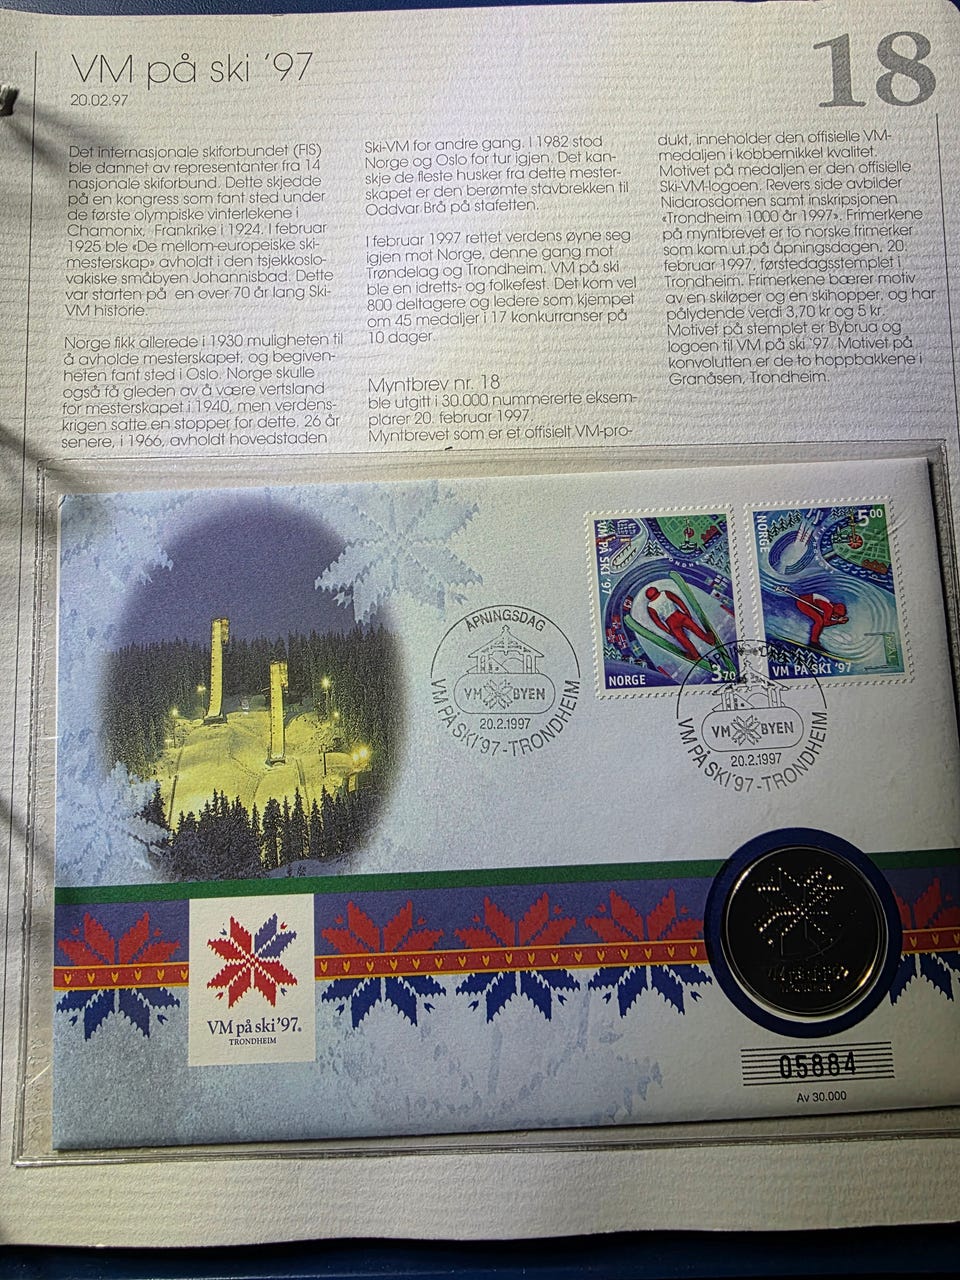 VM på ski '97
20.02.97
18
Det internasjonale skiforbundet (FIS)
ble dannet av representanter fra 14
nasjonale skiforbund. Dette skjedde
på en kongress som fant sted under
de første olympiske vinterlekene i
Chamonix, Frankrike i 1924. I februar
1925 ble «De mellom-europeiske ski-
mesterskap» avholdt i den tsjekkoslo-
vakiske småbyen Johannisbad. Dette
var starten på en over 70 år lang Ski-
VM historie.
Norge fikk allerede i 1930 muligheten til
å avholde mesterskapet, og begiven-
heten fant sted i Oslo. Norge skulle
også få gleden av å være vertsland
for mesterskapet i 1940, men verdens-
krigen satte en stopper for dette. 26 år
senere, i 1966, avholdt hovedstaden
Ski-VM for andre gang. I 1982 stod
Norge og Oslo for tur igjen. Det kan-
skje de fleste husker fra dette mester-
skapet er den berømte stavbrekken til
Oddvar Brå på stafetten.
I februar 1997 rettet verdens øyne seg
igjen mot Norge, denne gang mot
Trøndelag og Trondheim. VM på ski
ble en idretts- og folkefest. Det kom vel
800 deltagere og ledere som kjempet
om 45 medaljer i 17 konkurranser på
10 dager.
Myntbrev nr. 18
ble utgitt i 30.000 nummererte eksem-
plarer 20. februar 1997.
Myntbrevet som er et offisielt VM-pro-
dukt, inneholder den offisielle VM-
medaljen i kobbernikkel kvalitet.
Motivet på medaljen er den offisielle
Ski-VM-logoen. Revers side avbilder
Nidarosdomen samt inskripsjonen
«Trondheim 1000 år 1997». Frimerkene
på myntbrevet er to norske frimerker
som kom ut på åpningsdagen, 20.
februar 1997, førstedagsstemplet i
Trondheim. Frimerkene bærer motiv
av en skiløper og en skihopper, og har
pålydende verdi 3,70 kr og 5 kr.
Motivet på stemplet er Bybrua og
logoen til VM på ski '97. Motivet på
konvolutten er de to hoppbakkene i
Granåsen, Trondheim.
VM PÅ SKI '97
NORGE
3.70
NORGE
5.00
VM PÅ SKI '97
ÅPNINGSDAG
VM BYEN
20.2.1997
VM PÅ SKI '97 - TRONDHEIM
ÅPNINGSDAG
VM BYEN
20.2.1997
VM PÅ SKI '97 - TRONDHEIM
VM på ski '97®
TRONDHEIM
05884
Av 30.000